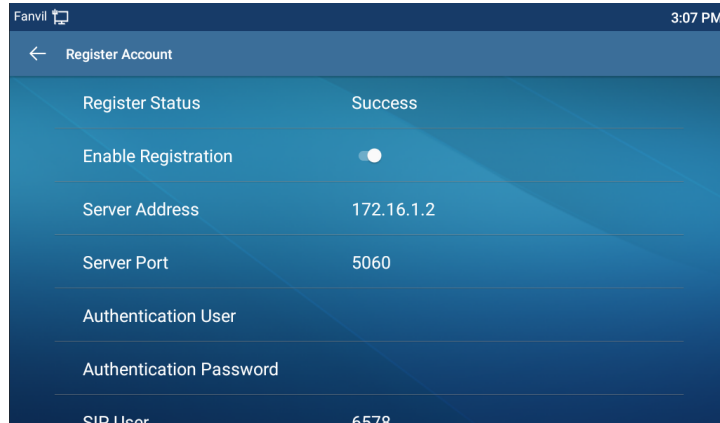 Fanvil 3:07 PM
Register Account
Register Status Success
Enable Registration
Server Address 172.16.1.2
Server Port 5060
Authentication User
Authentication Password
SIP User 6578